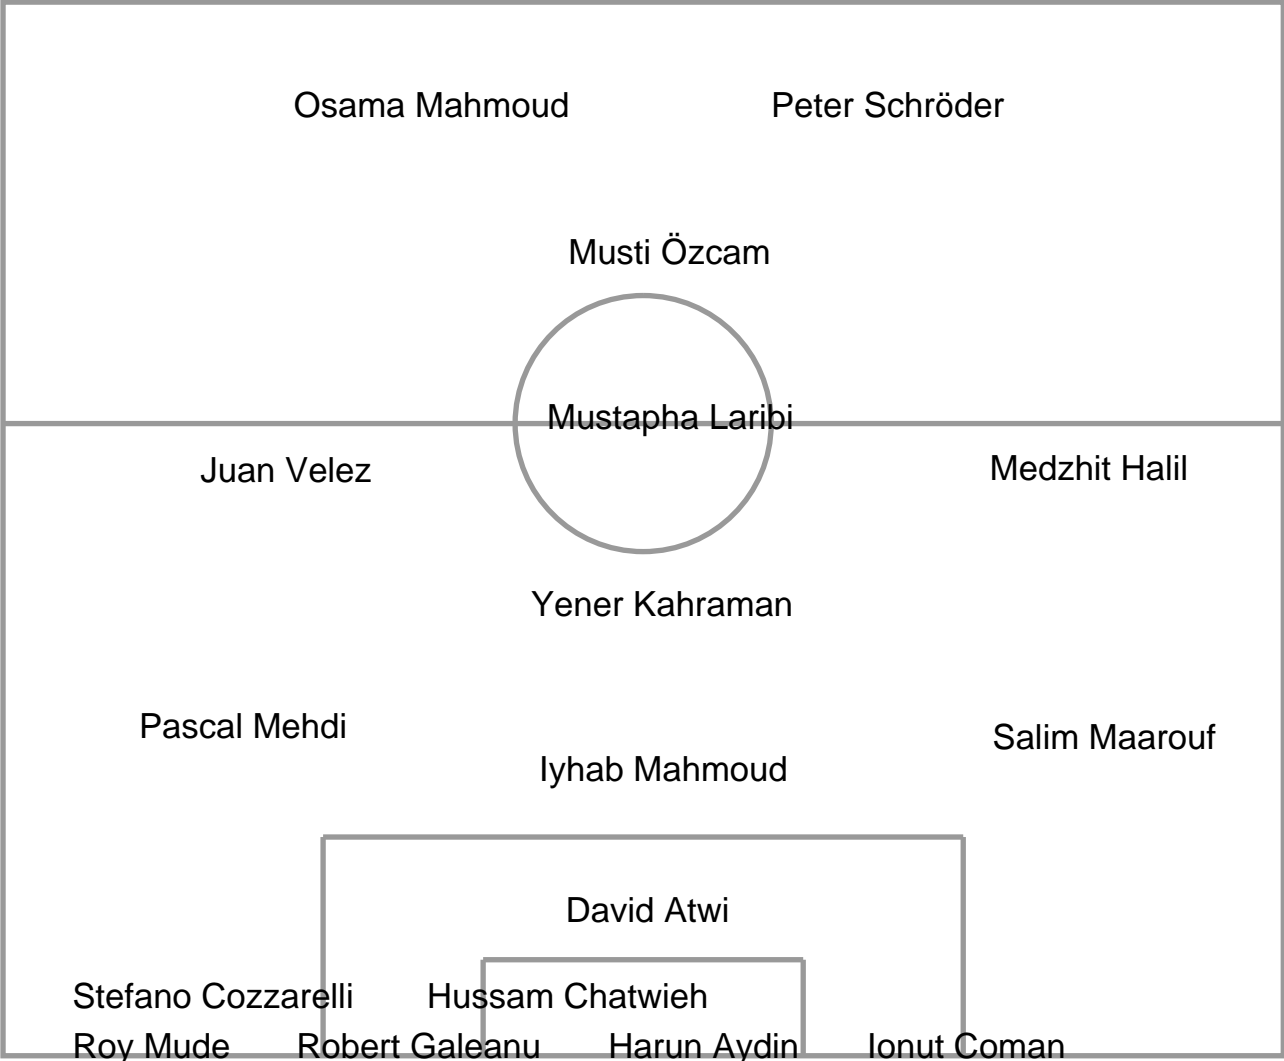 Osama Mahmoud Peter Schröder
Musti Özcam
Mustapha Laribi
Juan Velez Medzhit Halil
Yener Kahraman
Pascal Mehdi Salim Maarouf
Iyhab Mahmoud
David Atwi
Stefano Cozzarelli Hussam Chatwieh
Roy Mude Robert Galeanu Harun Aydin Ionut Coman